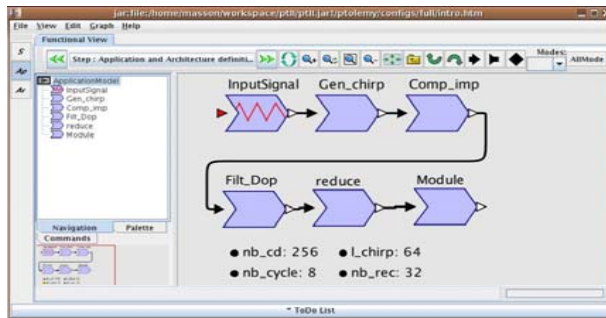 jar:file:/home/masson/workspace/ptII/ptII.jar!/ptolemy/configs/full/intro.htm
File View Edit Graph Help
Functional View
S
Ap
Ar
Step : Application and Architecture definiti...
Modes:
AllMode
ApplicationModel
InputSignal
Gen_chirp
Comp_imp
Filt_Dop
reduce
Module
InputSignal Gen_chirp Comp_imp
Filt_Dop reduce Module
Navigation Palette
Commands
nb_cd: 256 l_chirp: 64
nb_cycle: 8 nb_rec: 32
ToDo List